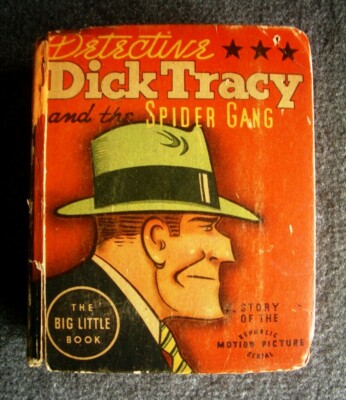 Detective
Dick Tracy
and the SPIDER GANG
THE
BIG LITTLE
BOOK
STORY
OF THE
REPUBLIC
MOTION PICTURE
SERIAL